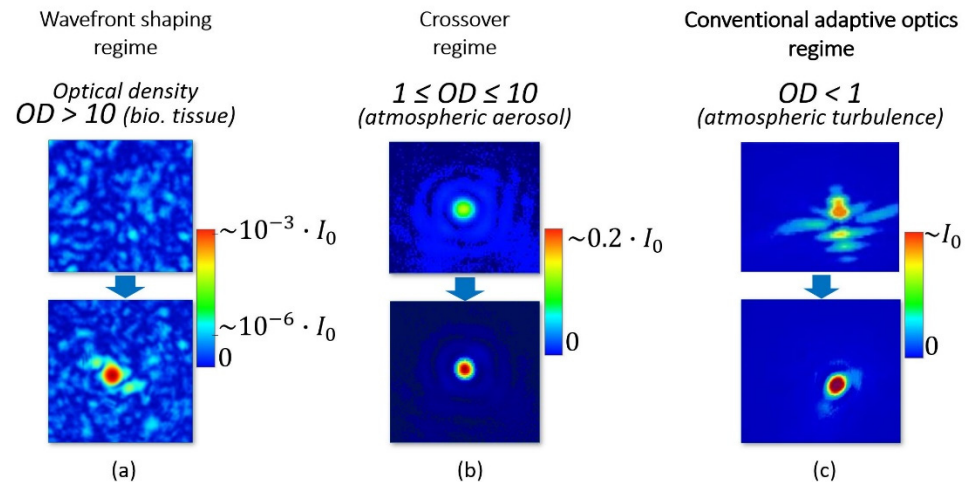 Wavefront shaping
regime
Optical density
OD > 10 (bio. tissue)
~10⁻³ · I₀
~10⁻⁶ · I₀
0
(a)
Crossover
regime
1 ≤ OD ≤ 10
(atmospheric aerosol)
~0.2 · I₀
0
(b)
Conventional adaptive optics
regime
OD < 1
(atmospheric turbulence)
~I₀
0
(c)